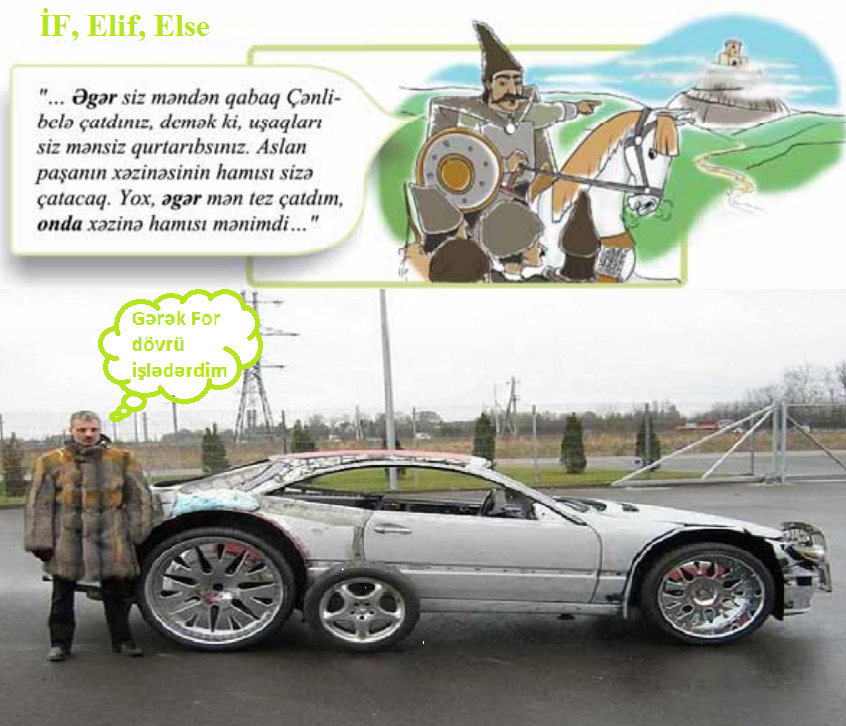 İF, Elif, Else
"... Əgər siz məndən qabaq Çənli-
belə çatdınız, demək ki, uşaqları
siz mənsiz qurtarıbsınız. Aslan
paşanın xəzinəsinin hamısı sizə
çatacaq. Yox, əgər mən tez çatdım,
onda xəzinə hamısı mənimdi..."
Gərək For
dövrü
işlədərdim